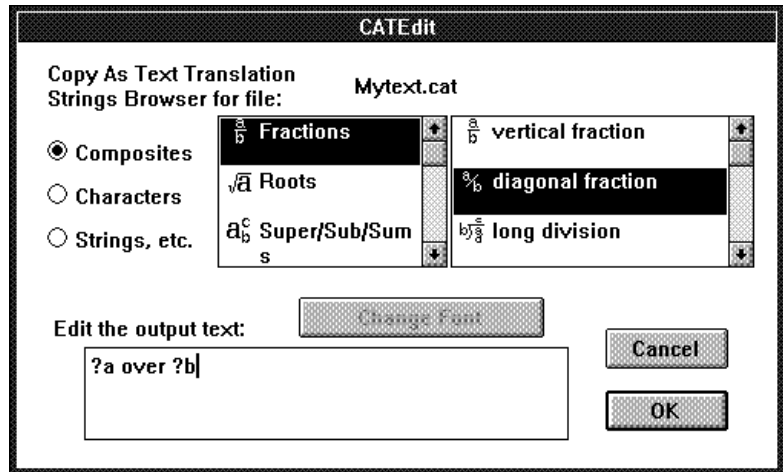 CATEdit
Copy As Text Translation
Strings Browser for file:
Mytext.cat
Composites
Characters
Strings, etc.
a/b Fractions
√a Roots
a c b Super/Sub/Sum
s
a/b vertical fraction
a/b diagonal fraction
long division
Change Font
Edit the output text:
?a over ?b
Cancel
OK